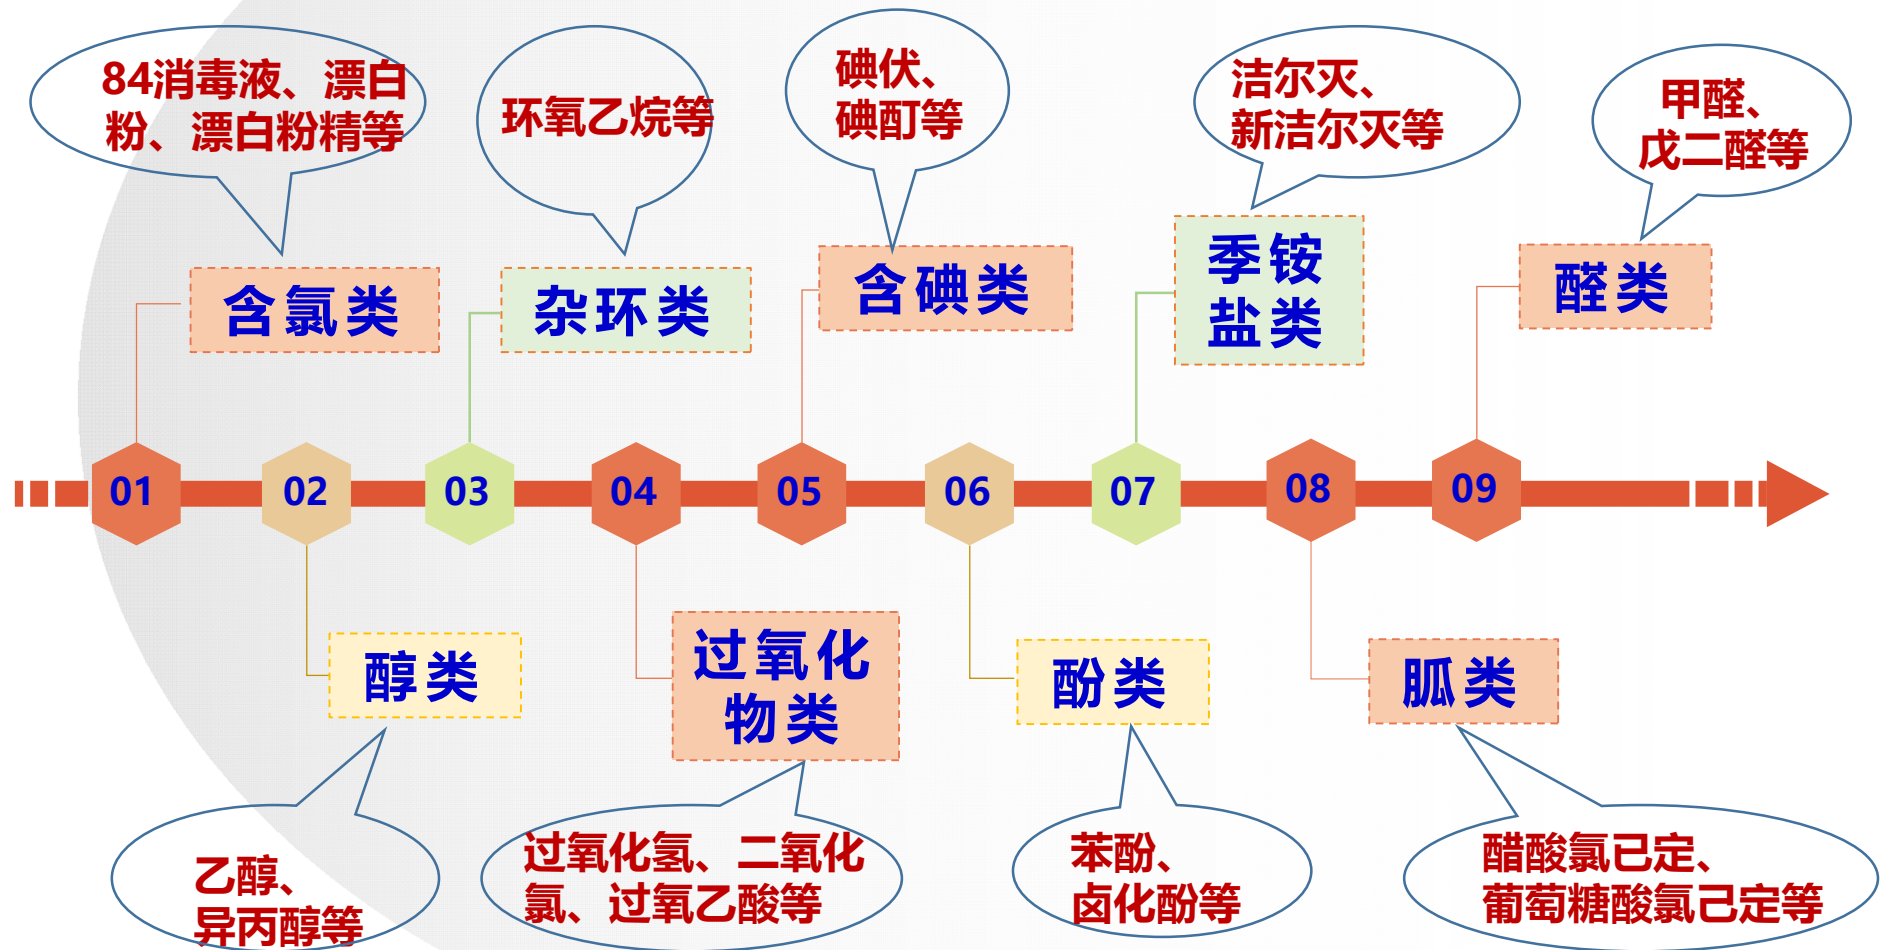 84消毒液、漂白
粉、漂白粉精等
环氧乙烷等
碘伏、
碘酊等
洁尔灭、
新洁尔灭等
甲醛、
戊二醛等
含氯类
杂环类
含碘类
季铵
盐类
醛类
01
02
03
04
05
06
07
08
09
醇类
过氧化
物类
酚类
胍类
乙醇、
异丙醇等
过氧化氢、二氧化
氯、过氧乙酸等
苯酚、
卤化酚等
醋酸氯已定、
葡萄糖酸氯己定等